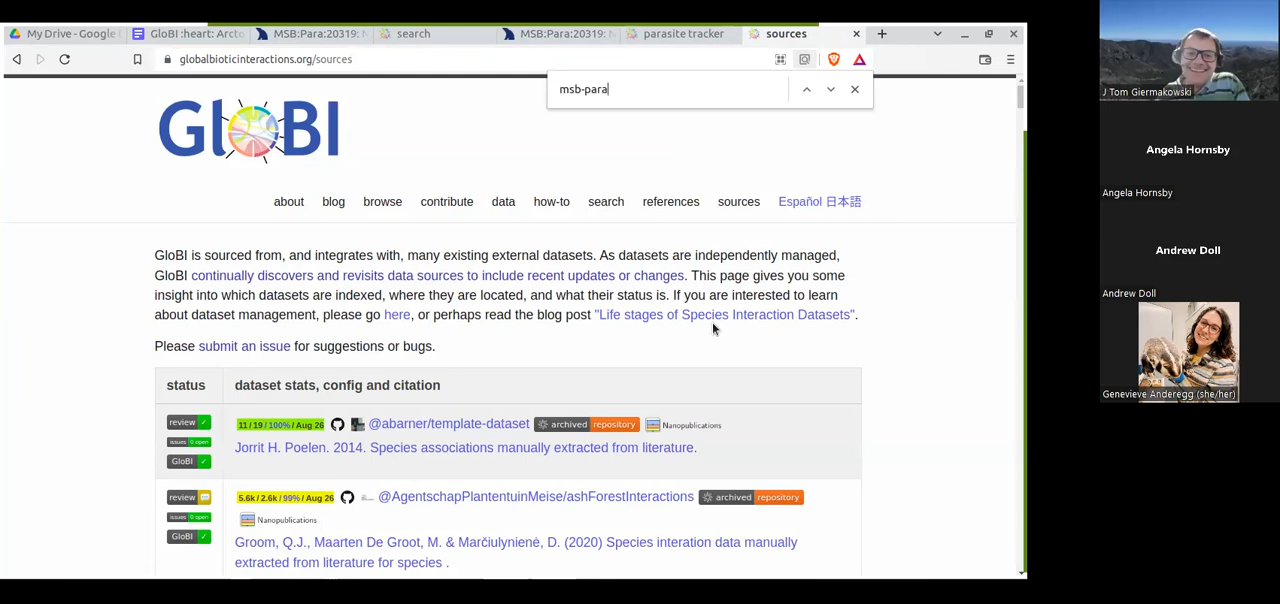 My Drive - Google
GloBI :heart: Arcto
MSB:Para:20319: N
search
MSB:Para:20319: N
parasite tracker
sources
globalbioticinteractions.org/sources
msb-para
GloBI
about blog browse contribute data how-to search references sources Español 日本語
GloBI is sourced from, and integrates with, many existing external datasets. As datasets are independently managed,
GloBI continually discovers and revisits data sources to include recent updates or changes. This page gives you some
insight into which datasets are indexed, where they are located, and what their status is. If you are interested to learn
about dataset management, please go here, or perhaps read the blog post "Life stages of Species Interaction Datasets".
Please submit an issue for suggestions or bugs.
status dataset stats, config and citation
review ✓ 11 / 19 / 100% / Aug 26 @abarner/template-dataset archived repository Nanopublications
issues 0 open
Jorrit H. Poelen. 2014. Species associations manually extracted from literature.
GloBI ✓
review 5.6k / 2.6k / 99% / Aug 26 @AgentschapPlantentuinMeise/ashForestInteractions archived repository
issues 0 open
Nanopublications
GloBI ✓
Groom, Q.J., Maarten De Groot, M. & Marčiulynienė, D. (2020) Species interation data manually
extracted from literature for species .
J Tom Giermakowski
Angela Hornsby
Angela Hornsby
Andrew Doll
Andrew Doll
Genevieve Anderegg (she/her)